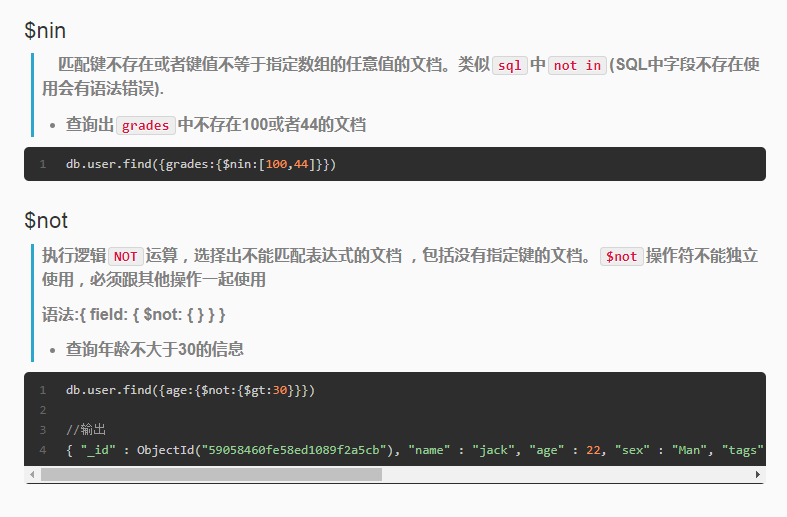 $nin
匹配键不存在或者键值不等于指定数组的任意值的文档。类似 sql 中 not in (SQL中字段不存在使
用会有语法错误).
• 查询出 grades 中不存在100或者44的文档
1 db.user.find({grades:{$nin:[100,44]}})
$not
执行逻辑 NOT 运算，选择出不能匹配表达式的文档 ，包括没有指定键的文档。 $not 操作符不能独立
使用，必须跟其他操作一起使用
语法:{ field: { $not: { } } }
• 查询年龄不大于30的信息
1 db.user.find({age:{$not:{$gt:30}}})
2
3 //输出
4 { "_id" : ObjectId("59058460fe58ed1089f2a5cb"), "name" : "jack", "age" : 22, "sex" : "Man", "tags"